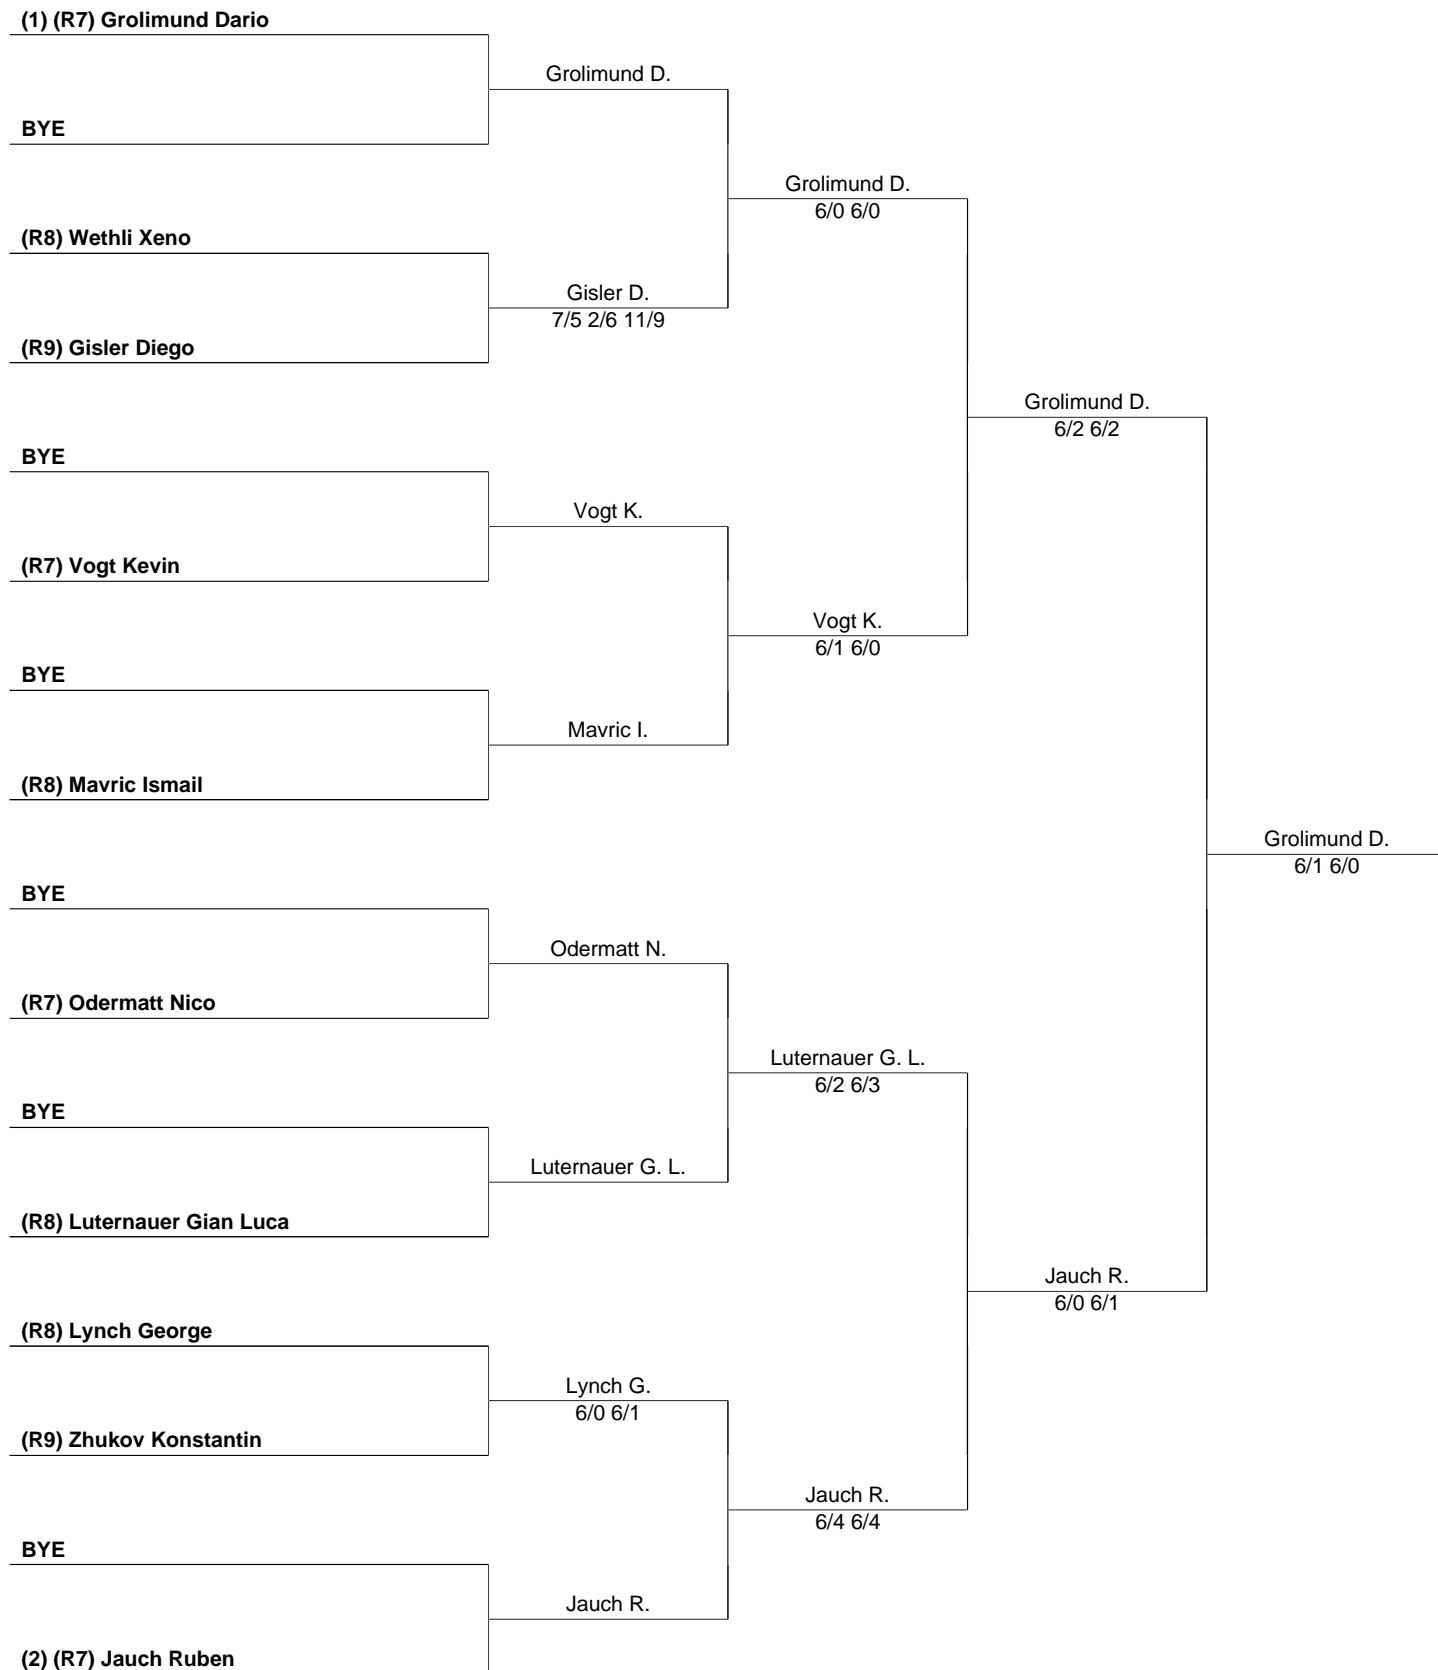 (1) (R7) Grolimund Dario
Grolimund D.
BYE
Grolimund D.
6/0 6/0
(R8) Wethli Xeno
Gisler D.
7/5 2/6 11/9
(R9) Gisler Diego
Grolimund D.
6/2 6/2
BYE
Vogt K.
(R7) Vogt Kevin
Vogt K.
6/1 6/0
BYE
Mavric I.
(R8) Mavric Ismail
Grolimund D.
6/1 6/0
BYE
Odermatt N.
(R7) Odermatt Nico
Luternauer G. L.
6/2 6/3
BYE
Luternauer G. L.
(R8) Luternauer Gian Luca
Jauch R.
6/0 6/1
(R8) Lynch George
Lynch G.
6/0 6/1
(R9) Zhukov Konstantin
Jauch R.
6/4 6/4
BYE
Jauch R.
(2) (R7) Jauch Ruben